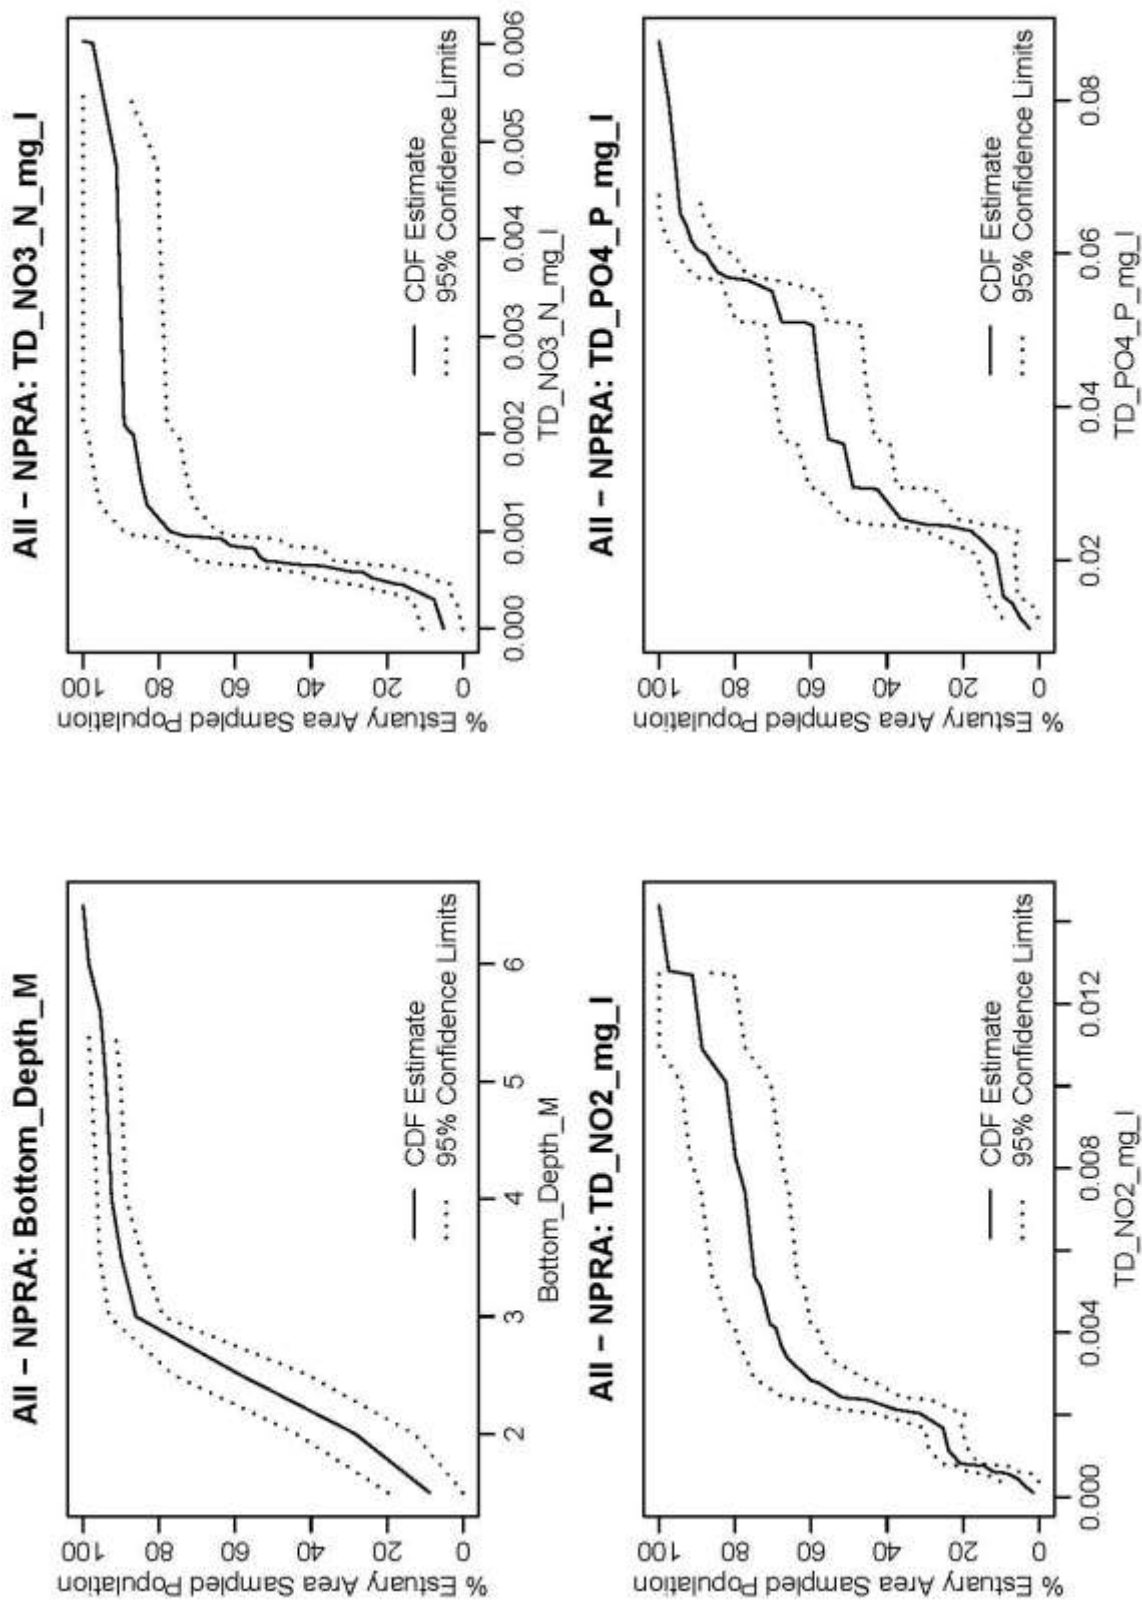 All – NPRA: Bottom_Depth_M
% Estuary Area Sampled Population
0 20 40 60 80 100
CDF Estimate
95% Confidence Limits
2 3 4 5 6
Bottom_Depth_M
All – NPRA: TD_NO3_N_mg_l
% Estuary Area Sampled Population
0 20 40 60 80 100
CDF Estimate
95% Confidence Limits
0.000 0.001 0.002 0.003 0.004 0.005 0.006
TD_NO3_N_mg_l
All – NPRA: TD_NO2_mg_l
% Estuary Area Sampled Population
0 20 40 60 80 100
CDF Estimate
95% Confidence Limits
0.000 0.004 0.008 0.012
TD_NO2_mg_l
All – NPRA: TD_PO4_P_mg_l
% Estuary Area Sampled Population
0 20 40 60 80 100
CDF Estimate
95% Confidence Limits
0.02 0.04 0.06 0.08
TD_PO4_P_mg_l